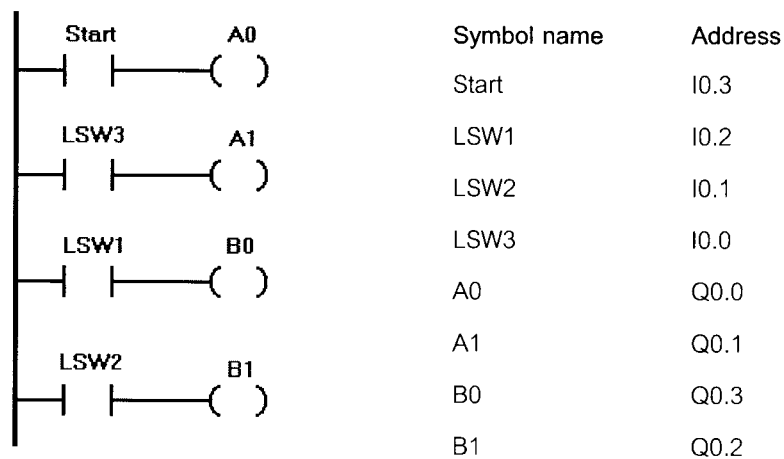 Start A0
LSW3 A1
LSW1 B0
LSW2 B1
Symbol name Address
Start I0.3
LSW1 I0.2
LSW2 I0.1
LSW3 I0.0
A0 Q0.0
A1 Q0.1
B0 Q0.3
B1 Q0.2